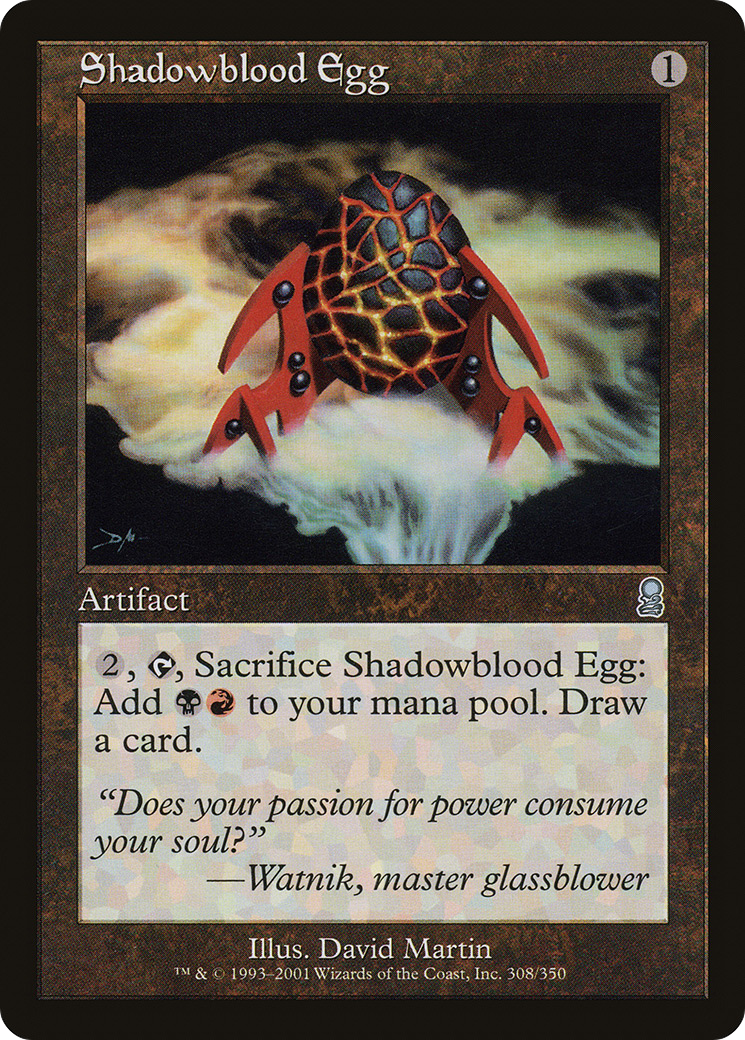 Shadowblood Egg 1
DM
Artifact
2, , Sacrifice Shadowblood Egg:
Add to your mana pool. Draw
a card.
“Does your passion for power consume
your soul?”
—Watnik, master glassblower
Illus. David Martin
™ & © 1993–2001 Wizards of the Coast, Inc. 308/350